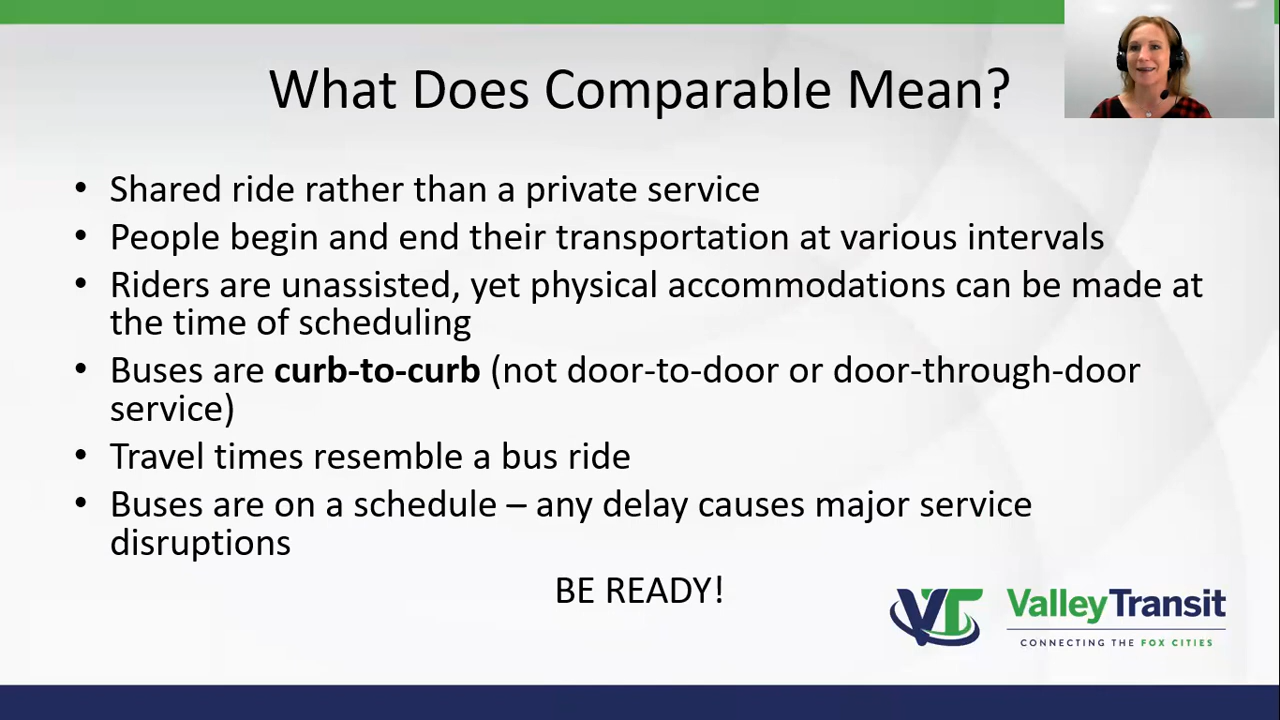 What Does Comparable Mean?
• Shared ride rather than a private service
• People begin and end their transportation at various intervals
• Riders are unassisted, yet physical accommodations can be made at
the time of scheduling
• Buses are curb-to-curb (not door-to-door or door-through-door
service)
• Travel times resemble a bus ride
• Buses are on a schedule – any delay causes major service
disruptions
BE READY!
VT ValleyTransit
CONNECTING THE FOX CITIES